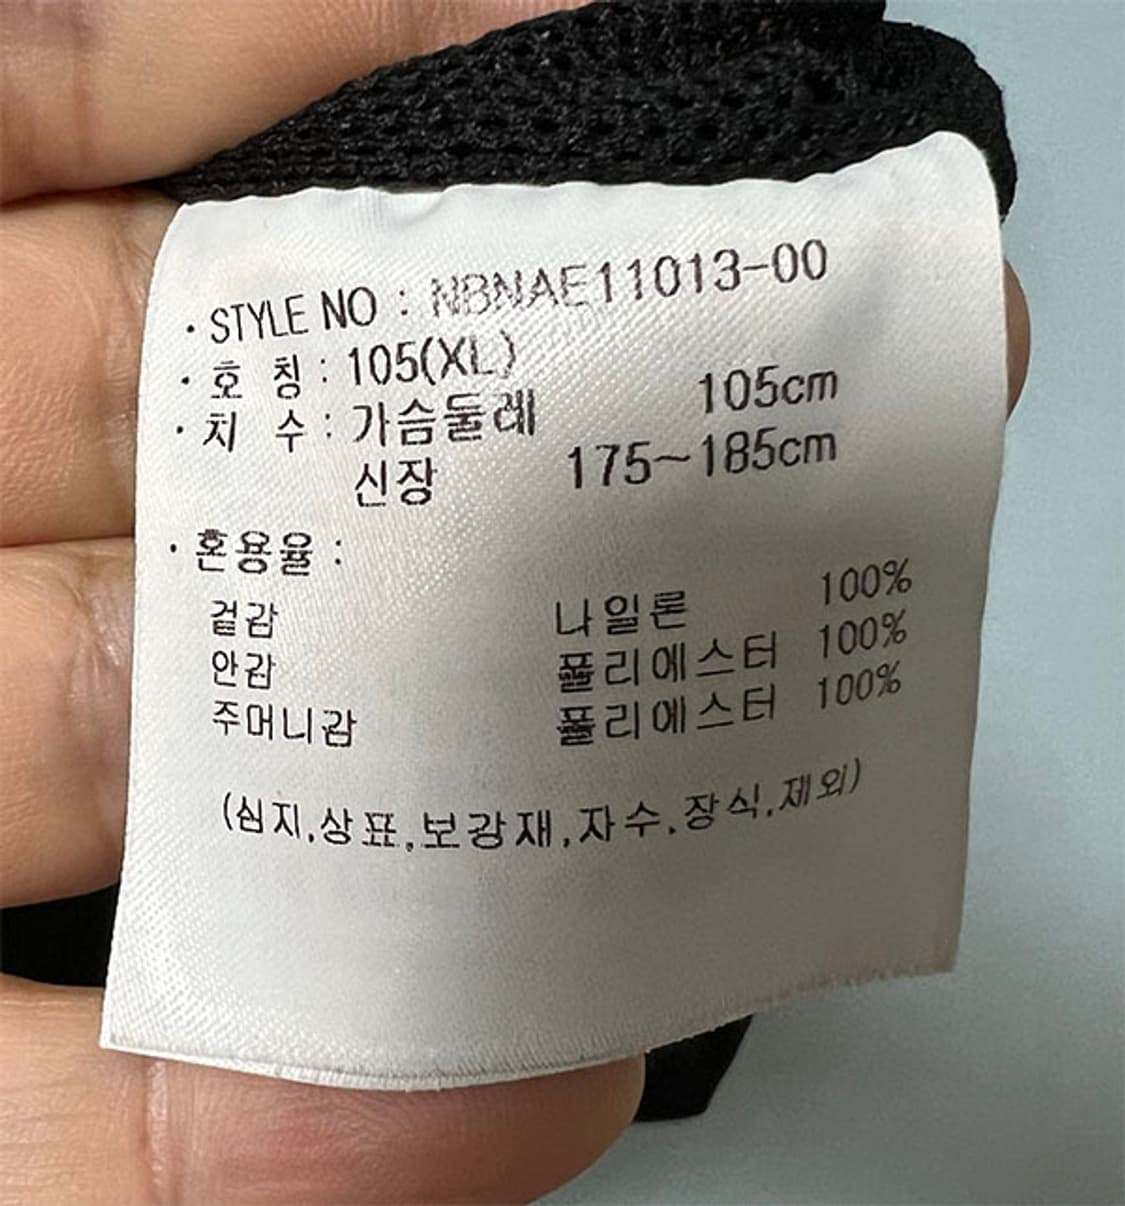 · STYLE NO : NBNAE11013-00
· 호 칭 : 105(XL)
· 치 수 : 가슴둘레 105cm
신장 175~185cm
· 혼용율 :
겉감 나일론 100%
안감 폴리에스터 100%
주머니감 폴리에스터 100%
(심지,상표,보강재,자수,장식,제외)